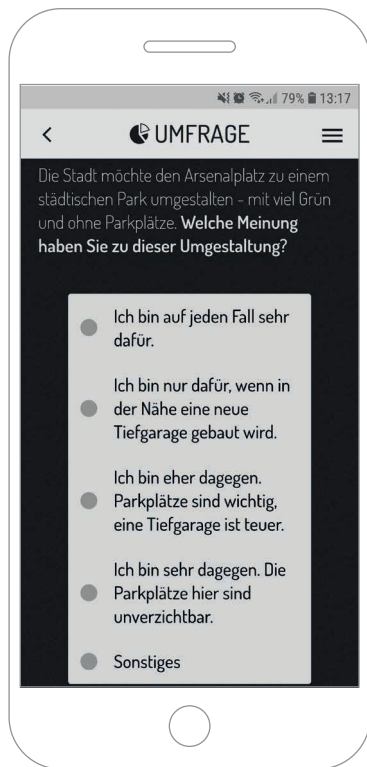 79% 13:17
UMFRAGE
Die Stadt möchte den Arsenalplatz zu einem
städtischen Park umgestalten - mit viel Grün
und ohne Parkplätze. Welche Meinung
haben Sie zu dieser Umgestaltung?
Ich bin auf jeden Fall sehr
dafür.
Ich bin nur dafür, wenn in
der Nähe eine neue
Tiefgarage gebaut wird.
Ich bin eher dagegen.
Parkplätze sind wichtig,
eine Tiefgarage ist teuer.
Ich bin sehr dagegen. Die
Parkplätze hier sind
unverzichtbar.
Sonstiges